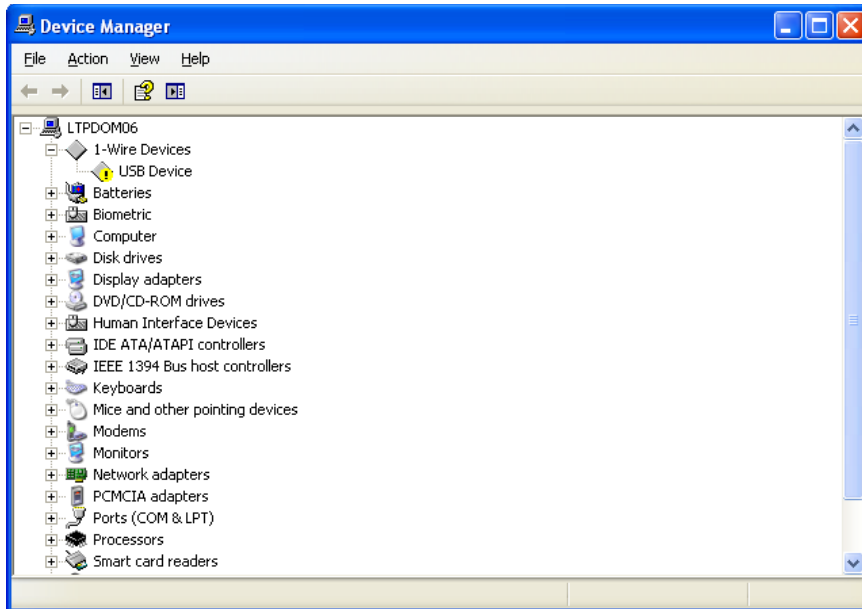 Device Manager
File Action View Help
LTPDOM06
1-Wire Devices
USB Device
Batteries
Biometric
Computer
Disk drives
Display adapters
DVD/CD-ROM drives
Human Interface Devices
IDE ATA/ATAPI controllers
IEEE 1394 Bus host controllers
Keyboards
Mice and other pointing devices
Modems
Monitors
Network adapters
PCMCIA adapters
Ports (COM & LPT)
Processors
Smart card readers